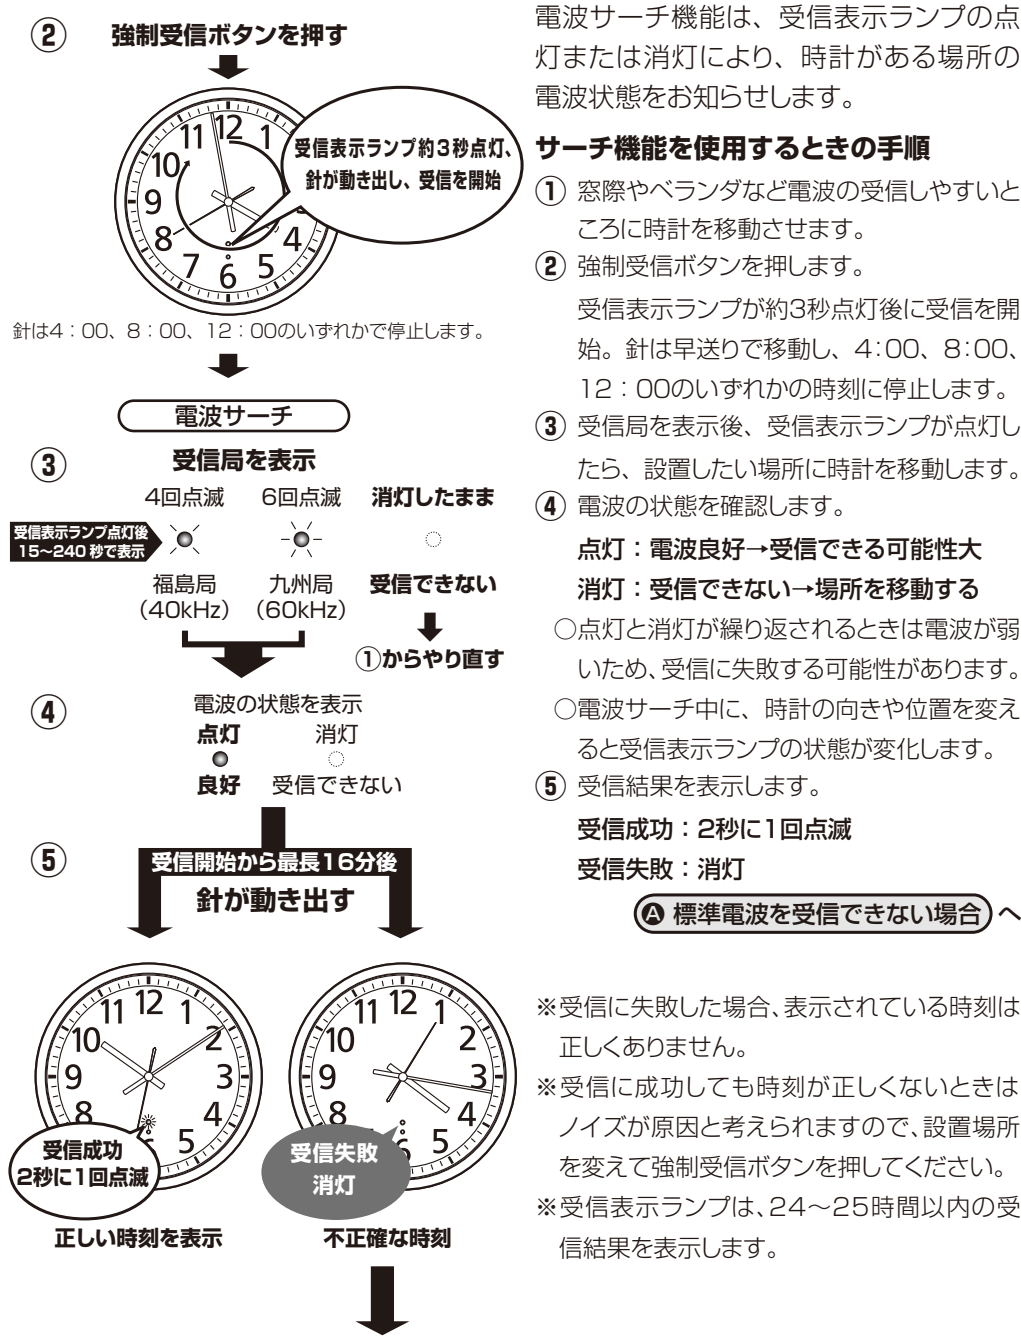 ② 強制受信ボタンを押す
11 12 1
10
9
8 4
7 6 5
受信表示ランプ約3秒点灯、
針が動き出し、受信を開始
針は4：00、8：00、12：00のいずれかで停止します。
電波サーチ
③ 受信局を表示
4回点滅 6回点滅 消灯したまま
受信表示ランプ点灯後
15～240 秒で表示
福島局 九州局 受信できない
（40kHz）（60kHz）
①からやり直す
④ 電波の状態を表示
点灯 消灯
良好 受信できない
⑤ 受信開始から最長16分後
針が動き出す
11 12 1
10 2
9 3
8 4
5
受信成功
2秒に1回点滅
正しい時刻を表示
11 12 1
10 2
9 3
8 4
6 5
受信失敗
消灯
不正確な時刻
電波サーチ機能は、受信表示ランプの点
灯または消灯により、時計がある場所の
電波状態をお知らせします。
サーチ機能を使用するときの手順
① 窓際やベランダなど電波の受信しやすいと
ころに時計を移動させます。
② 強制受信ボタンを押します。
受信表示ランプが約3秒点灯後に受信を開
始。針は早送りで移動し、4：00、8：00、
12：00のいずれかの時刻に停止します。
③ 受信局を表示後、受信表示ランプが点灯し
たら、設置したい場所に時計を移動します。
④ 電波の状態を確認します。
点灯：電波良好→受信できる可能性大
消灯：受信できない→場所を移動する
○点灯と消灯が繰り返されるときは電波が弱
いため、受信に失敗する可能性があります。
○電波サーチ中に、時計の向きや位置を変え
ると受信表示ランプの状態が変化します。
⑤ 受信結果を表示します。
受信成功：2秒に1回点滅
受信失敗：消灯
A 標準電波を受信できない場合 へ
※受信に失敗した場合、表示されている時刻は
正しくありません。
※受信に成功しても時刻が正しくないときは
ノイズが原因と考えられますので、設置場所
を変えて強制受信ボタンを押してください。
※受信表示ランプは、24～25時間以内の受
信結果を表示します。